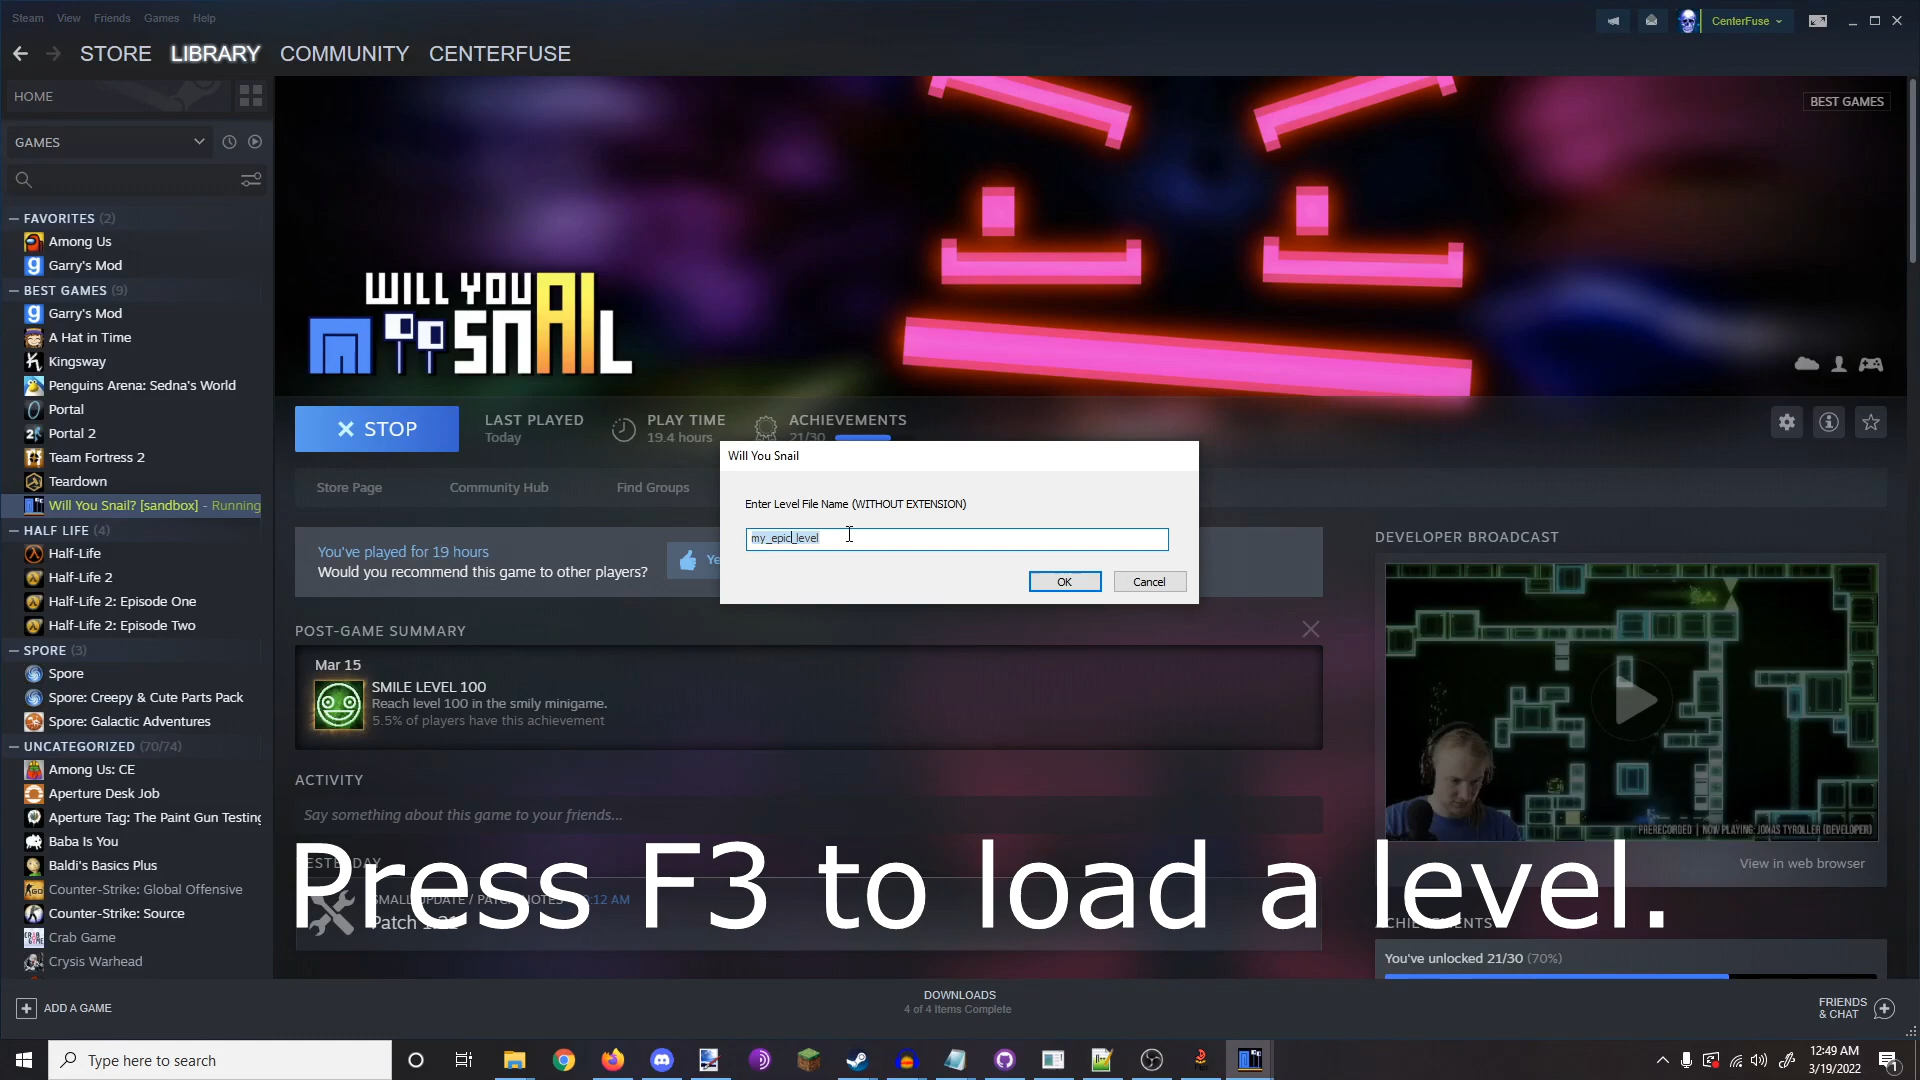 Steam View Friends Games Help
CenterFuse
STORE LIBRARY COMMUNITY CENTERFUSE
HOME
BEST GAMES
GAMES
FAVORITES (2)
Among Us
Garry's Mod
BEST GAMES (9)
Garry's Mod
A Hat in Time
Kingsway
Penguins Arena: Sedna's World
Portal
Portal 2
Team Fortress 2
Teardown
Will You Snail? [sandbox] - Running
HALF LIFE (4)
Half-Life
Half-Life 2
Half-Life 2: Episode One
Half-Life 2: Episode Two
SPORE (3)
Spore
Spore: Creepy & Cute Parts Pack
Spore: Galactic Adventures
UNCATEGORIZED (70/74)
Among Us: CE
Aperture Desk Job
Aperture Tag: The Paint Gun Testing
Baba Is You
Baldi's Basics Plus
Counter-Strike: Global Offensive
Counter-Strike: Source
Crab Game
Crysis Warhead
WILL YOU
SNAIL
STOP
LAST PLAYED
Today
PLAY TIME
19.4 hours
ACHIEVEMENTS
21/30
Store Page Community Hub Find Groups
Will You Snail
Enter Level File Name (WITHOUT EXTENSION)
my_epic_level
OK Cancel
You've played for 19 hours
Would you recommend this game to other players?
Ye
POST-GAME SUMMARY
Mar 15
SMILE LEVEL 100
Reach level 100 in the smily minigame.
5.5% of players have this achievement
ACTIVITY
Say something about this game to your friends...
Press F3 to load a level.
DEVELOPER BROADCAST
PRERECORDED | NOW PLAYING: JONAS TYROLLER (DEVELOPER)
View in web browser
ACHIEVEMENTS
You've unlocked 21/30 (70%)
ADD A GAME
DOWNLOADS
4 of 4 Items Complete
FRIENDS
& CHAT
Type here to search
12:49 AM
3/19/2022
1